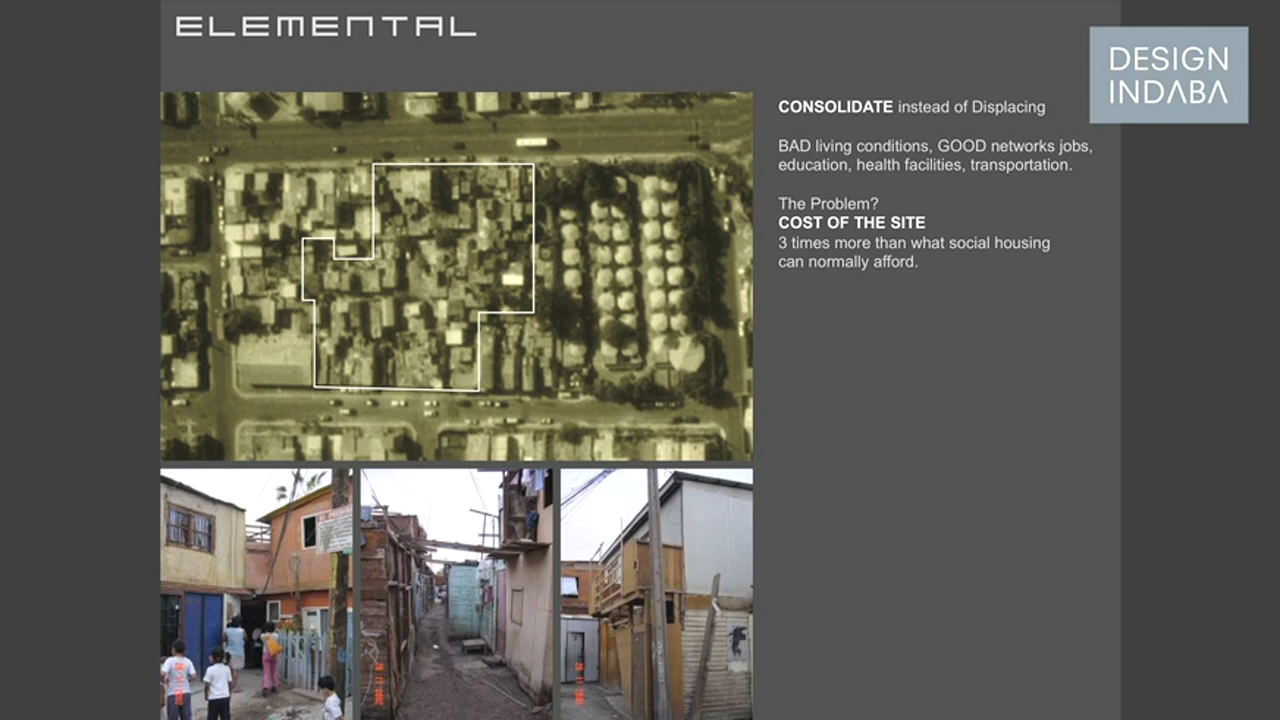 ELEMENTAL
DESIGN
INDABA
CONSOLIDATE instead of Displacing
BAD living conditions, GOOD networks jobs,
education, health facilities, transportation.
The Problem?
COST OF THE SITE
3 times more than what social housing
can normally afford.